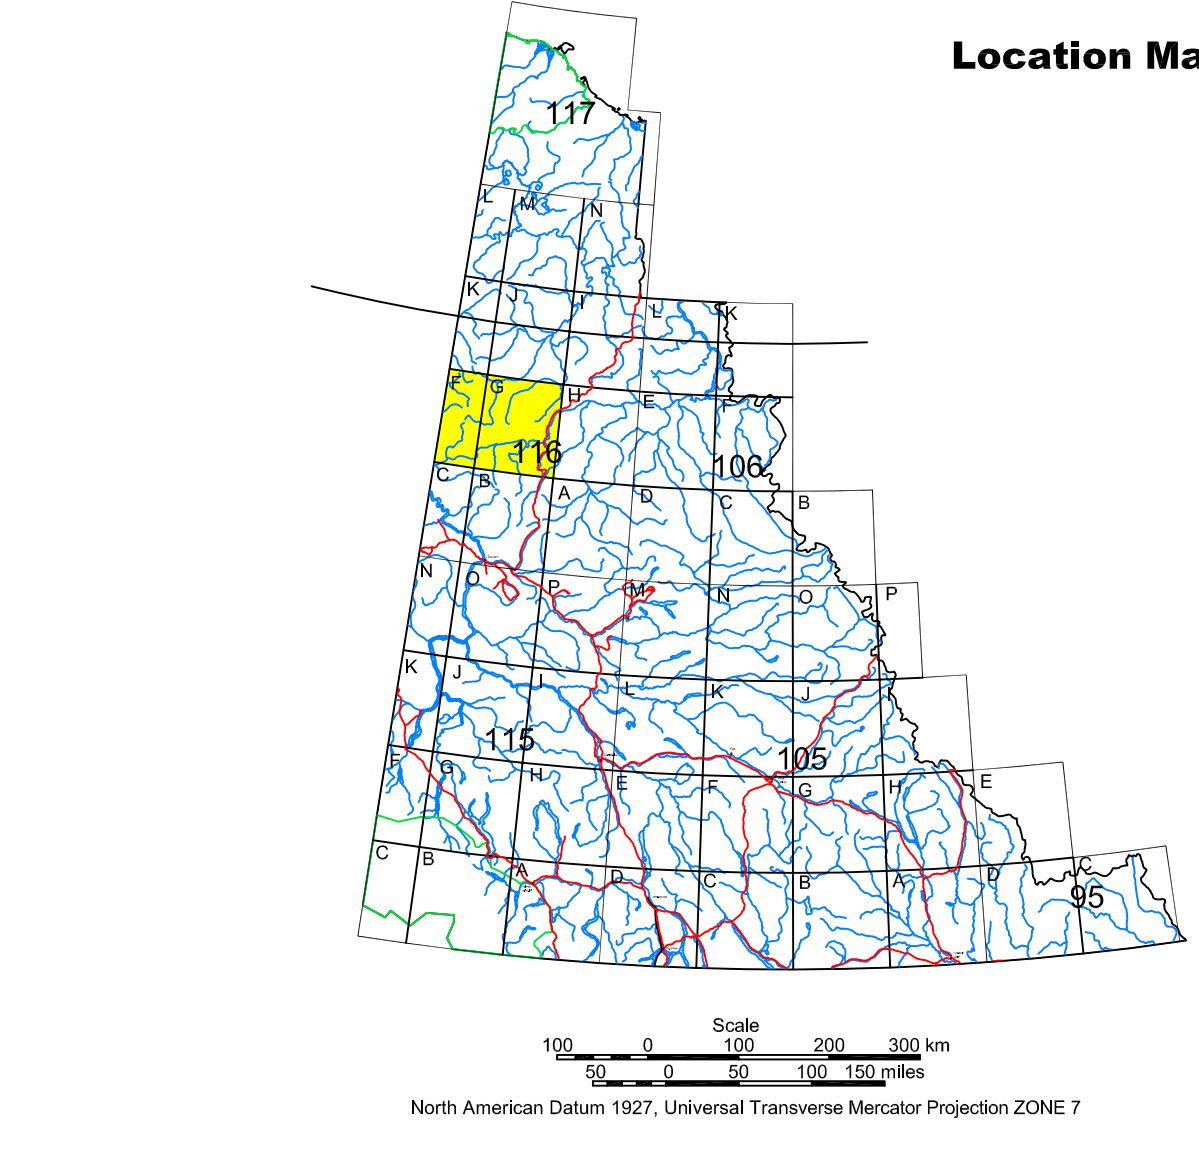 Location Ma
117
L M N
K J I L K
F G H E F
116 106
C B A D C B
N O P M N O P
K J I L K J I
115 105
F G H E F G H E
C B A D C B A D C
95
Scale
100 0 100 200 300 km
50 0 50 100 150 miles
North American Datum 1927, Universal Transverse Mercator Projection ZONE 7